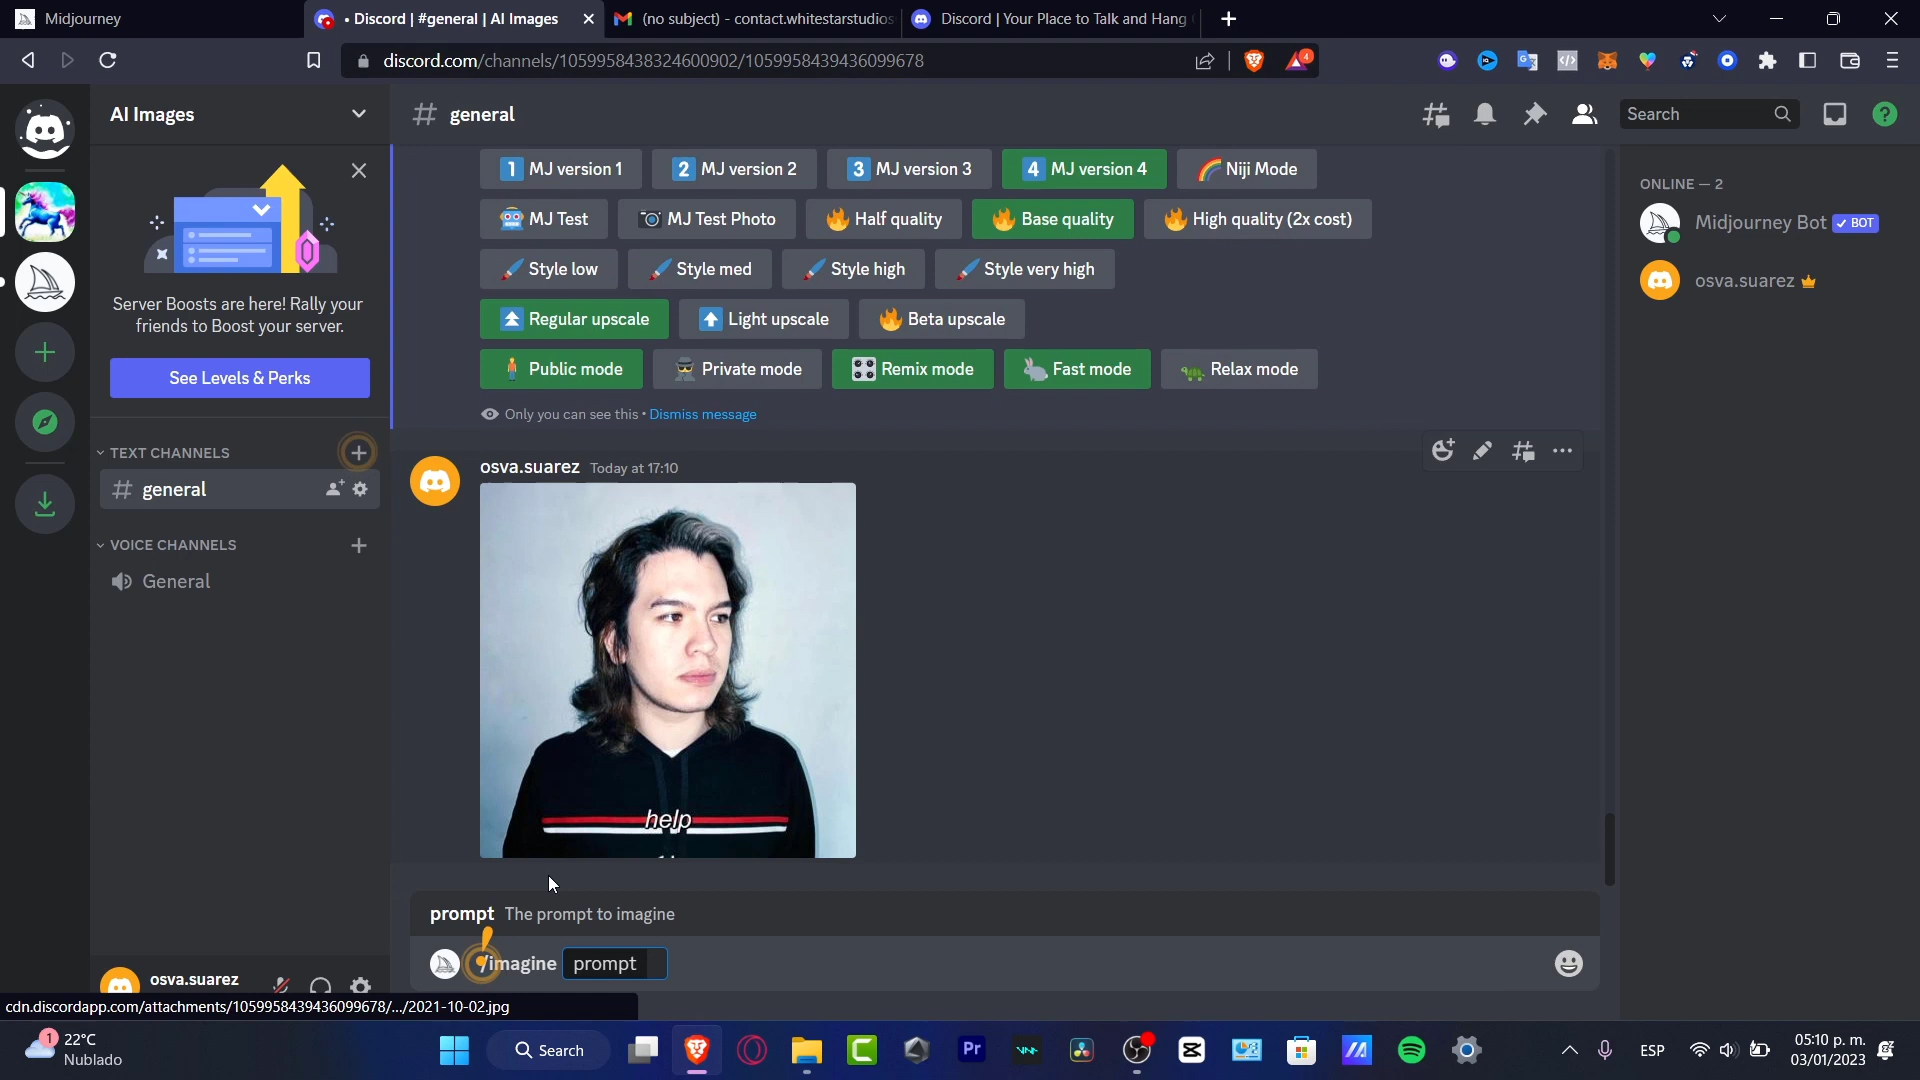 Midjourney
• Discord | #general | AI Images
(no subject) - contact.whitestarstudios
Discord | Your Place to Talk and Hang
discord.com/channels/1059958438324600902/1059958439436099678
4
AI Images
general
Search
Server Boosts are here! Rally your
friends to Boost your server.
See Levels & Perks
TEXT CHANNELS
general
VOICE CHANNELS
General
1 MJ version 1
2 MJ version 2
3 MJ version 3
4 MJ version 4
Niji Mode
MJ Test
MJ Test Photo
Half quality
Base quality
High quality (2x cost)
Style low
Style med
Style high
Style very high
Regular upscale
Light upscale
Beta upscale
Public mode
Private mode
Remix mode
Fast mode
Relax mode
Only you can see this • Dismiss message
osva.suarez Today at 17:10
help
prompt The prompt to imagine
/imagine prompt
ONLINE — 2
Midjourney Bot ✓ BOT
osva.suarez
osva.suarez
cdn.discordapp.com/attachments/1059958439436099678/.../2021-10-02.jpg
1
22°C
Nublado
Search
Pr
ESP
05:10 p. m.
03/01/2023